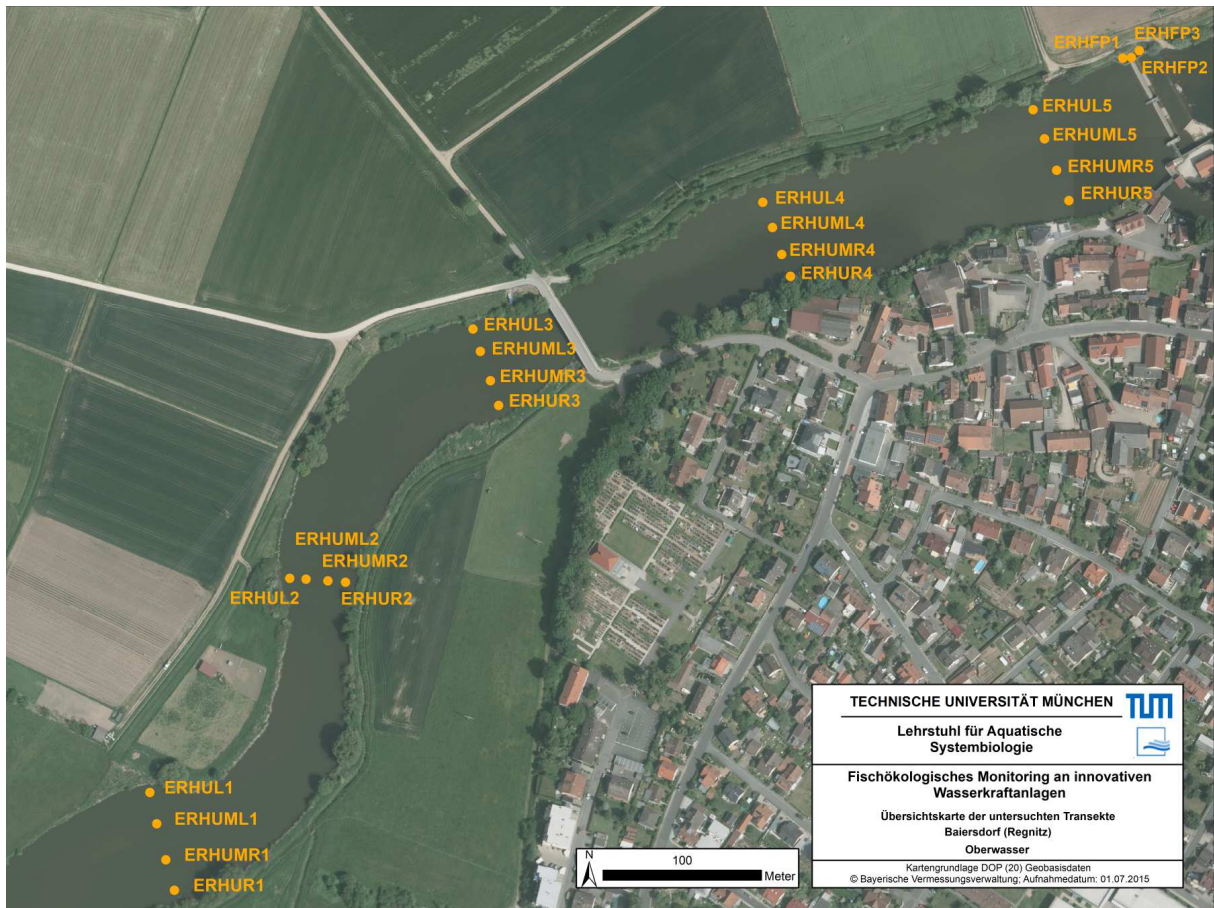 ERHFP3
ERHFP1
ERHFP2
ERHUL5
ERHUML5
ERHUMR5
ERHUR5
ERHUL4
ERHUML4
ERHUMR4
ERHUR4
ERHUL3
ERHUML3
ERHUMR3
ERHUR3
ERHUML2
ERHUMR2
ERHUL2
ERHUR2
ERHUL1
ERHUML1
ERHUMR1
ERHUR1
N
100
Meter
TECHNISCHE UNIVERSITÄT MÜNCHEN
TUM
Lehrstuhl für Aquatische
Systembiologie
Fischökologisches Monitoring an innovativen
Wasserkraftanlagen
Übersichtskarte der untersuchten Transekte
Baiersdorf (Regnitz)
Oberwasser
Kartengrundlage DOP (20) Geobasisdaten
© Bayerische Vermessungsverwaltung; Aufnahmedatum: 01.07.2015